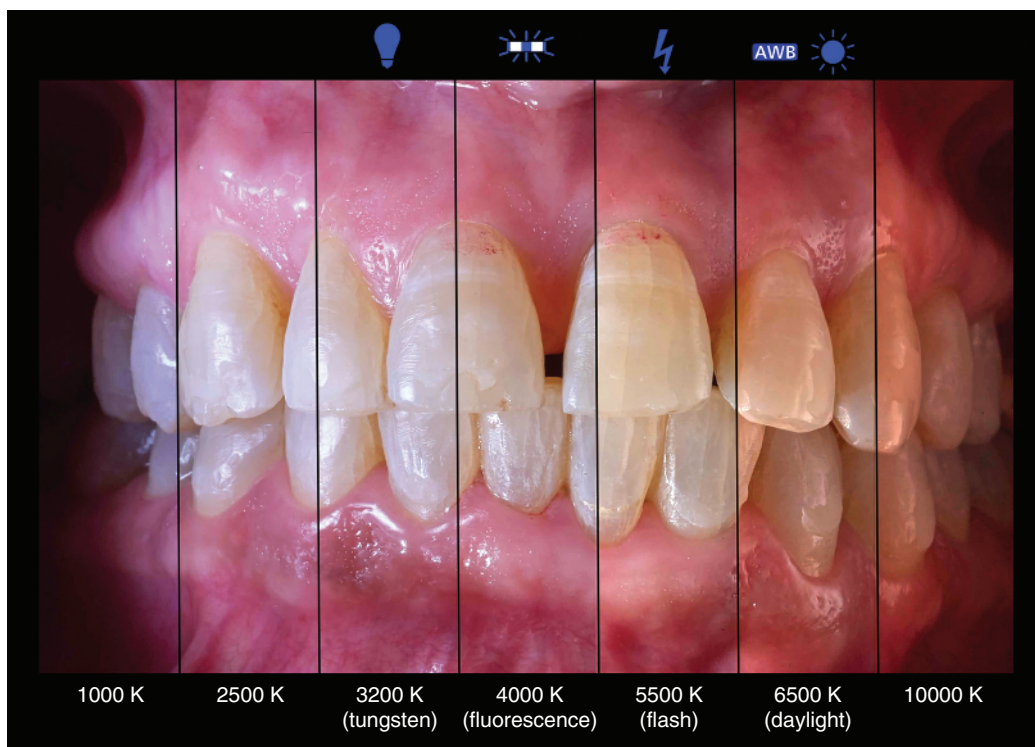 AWB
1000 K
2500 K
3200 K
(tungsten)
4000 K
(fluorescence)
5500 K
(flash)
6500 K
(daylight)
10000 K